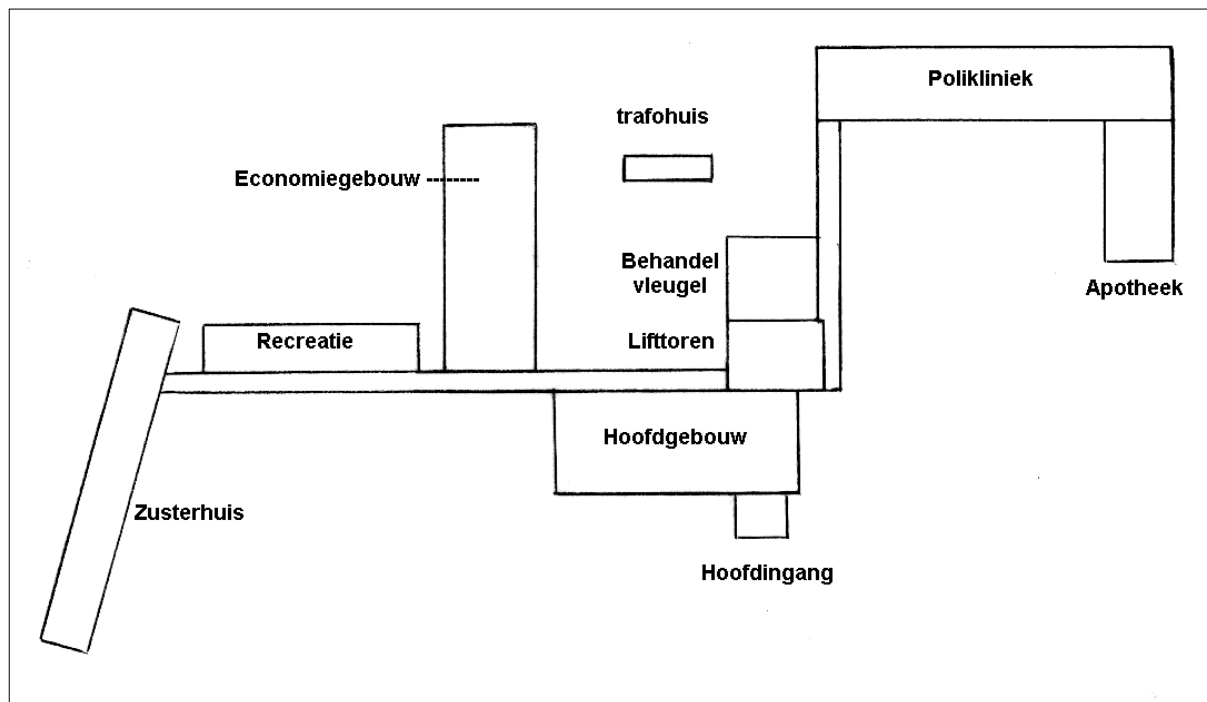 Polikliniek
trafohuis
Economiegebouw
Behandel
vleugel
Apotheek
Recreatie
Lifttoren
Hoofdgebouw
Zusterhuis
Hoofdingang